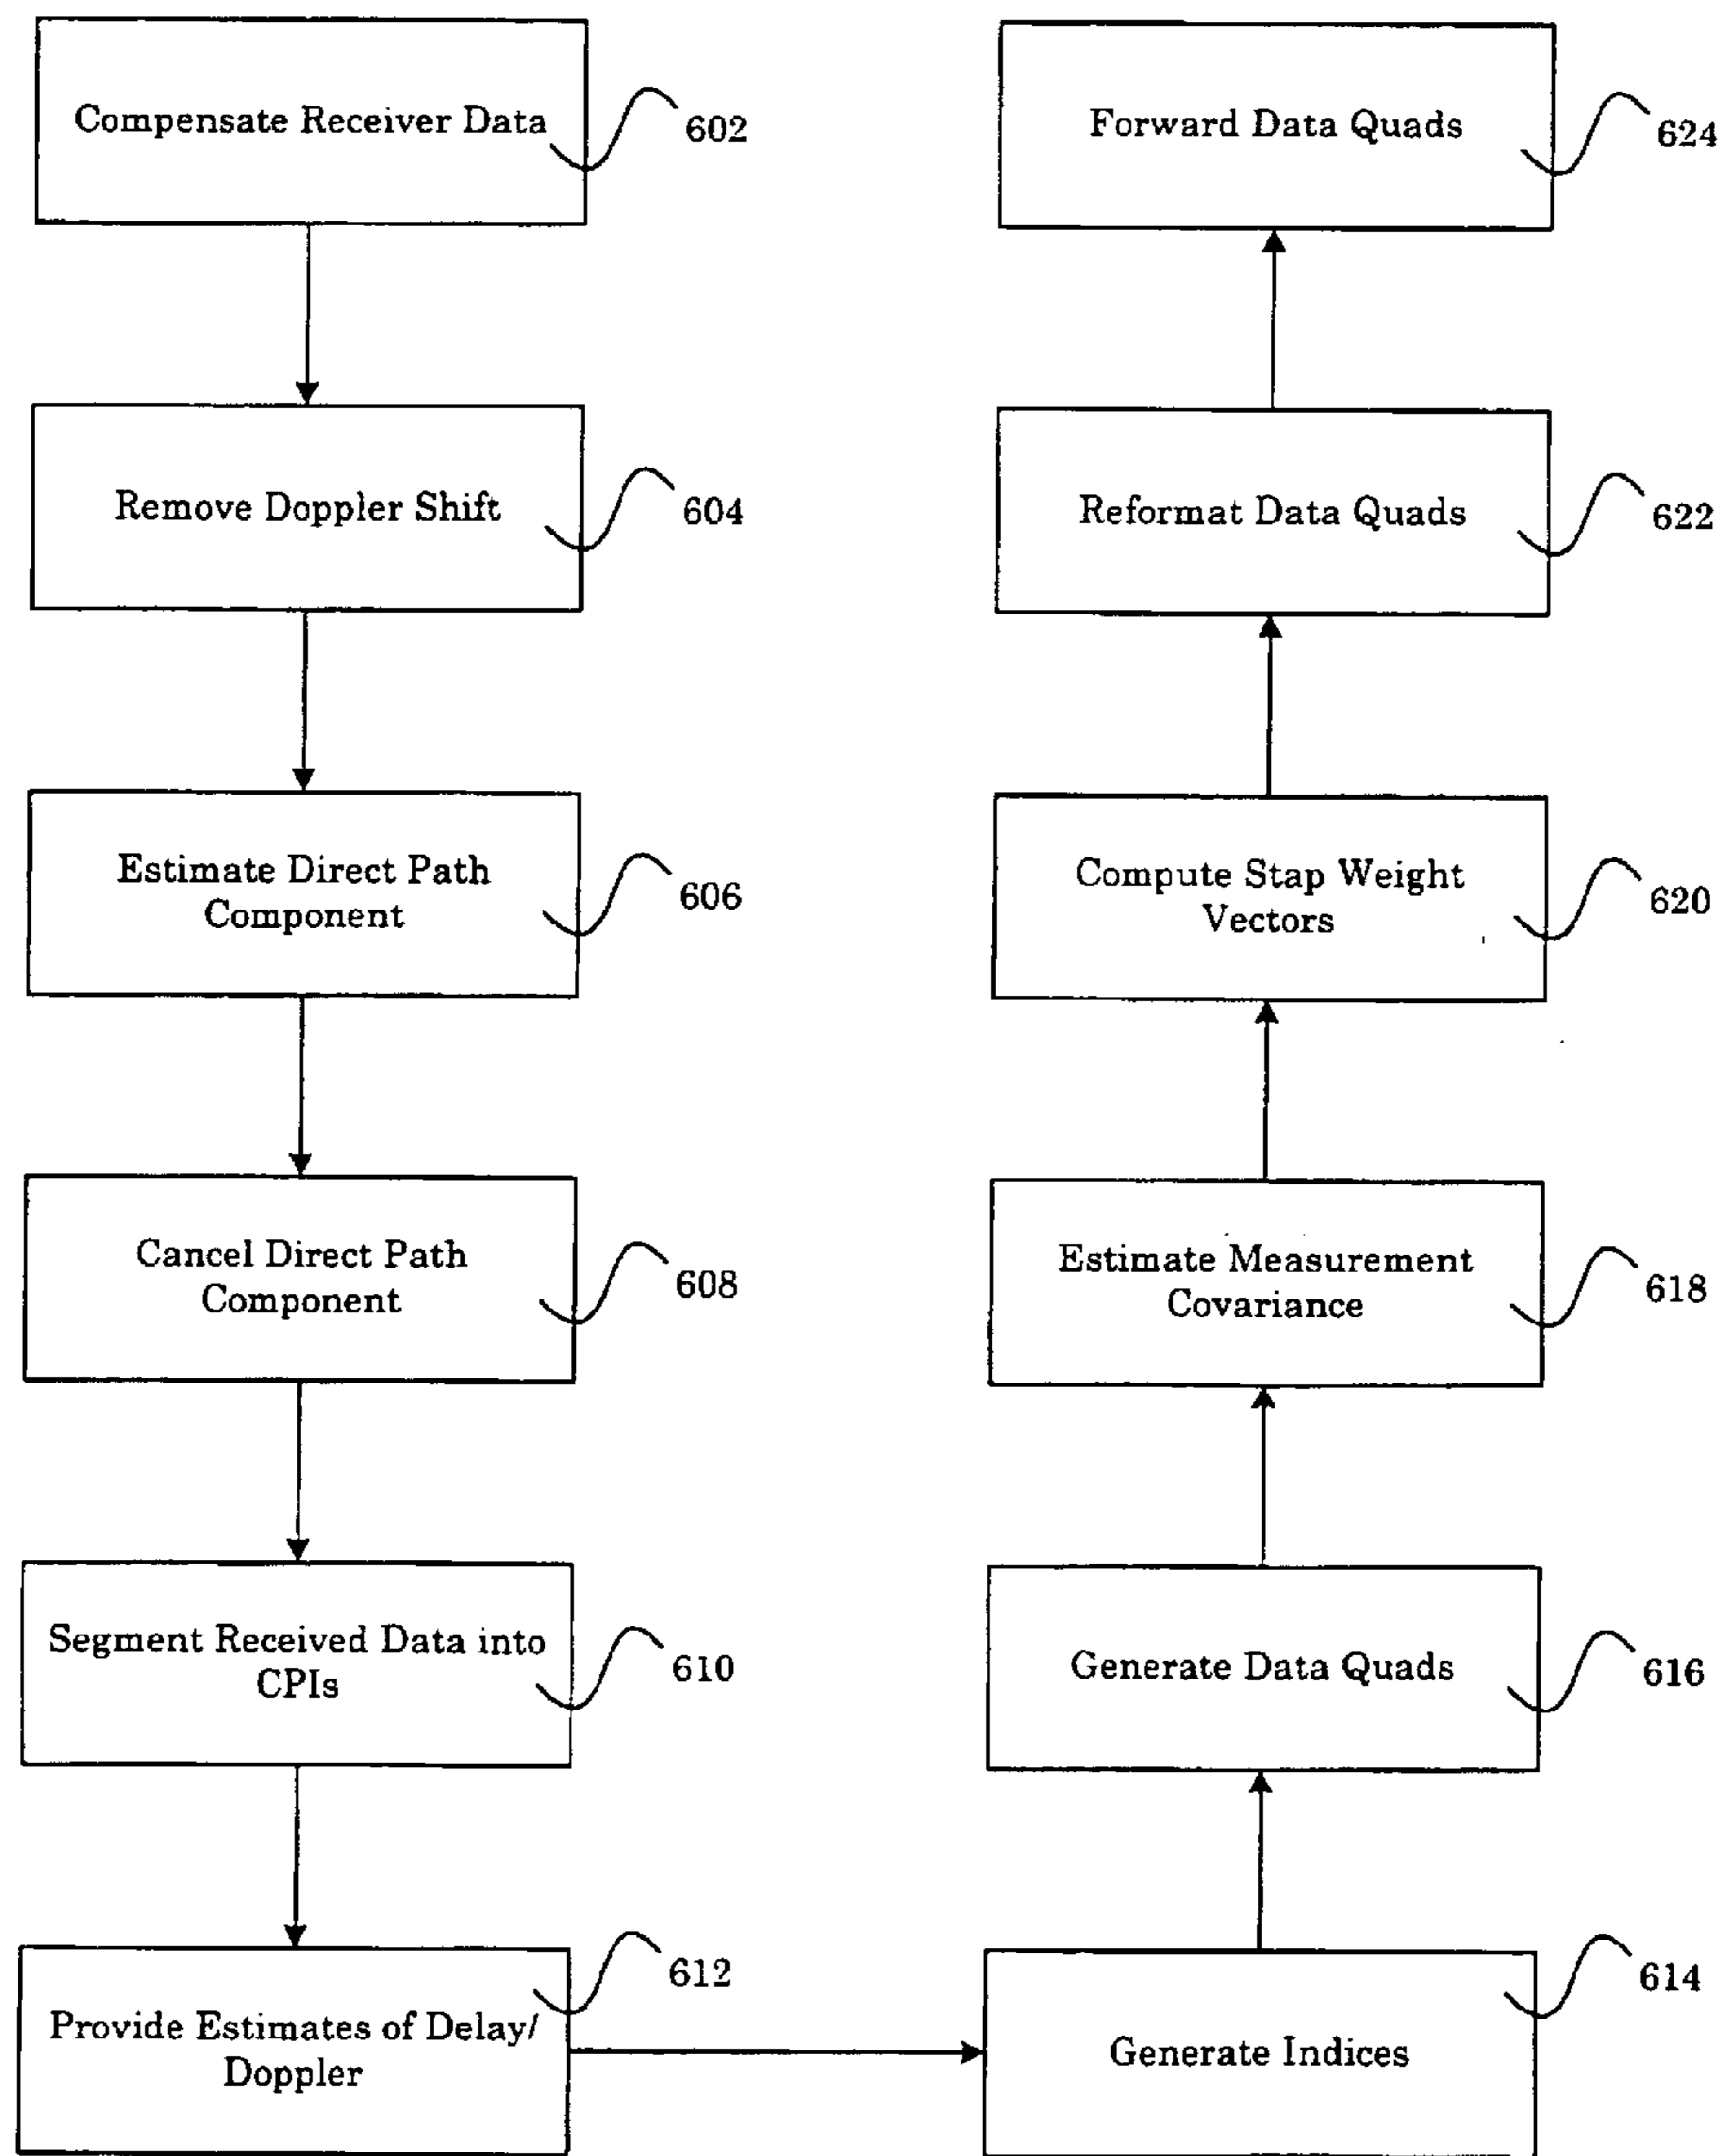 Compensate Receiver Data
602
Remove Doppler Shift
604
Estimate Direct Path
Component
606
Cancel Direct Path
Component
608
Segment Received Data into
CPIs
610
Provide Estimates of Delay/
Doppler
612
Generate Indices
614
Generate Data Quads
616
Estimate Measurement
Covariance
618
Compute Stap Weight
Vectors
620
Reformat Data Quads
622
Forward Data Quads
624